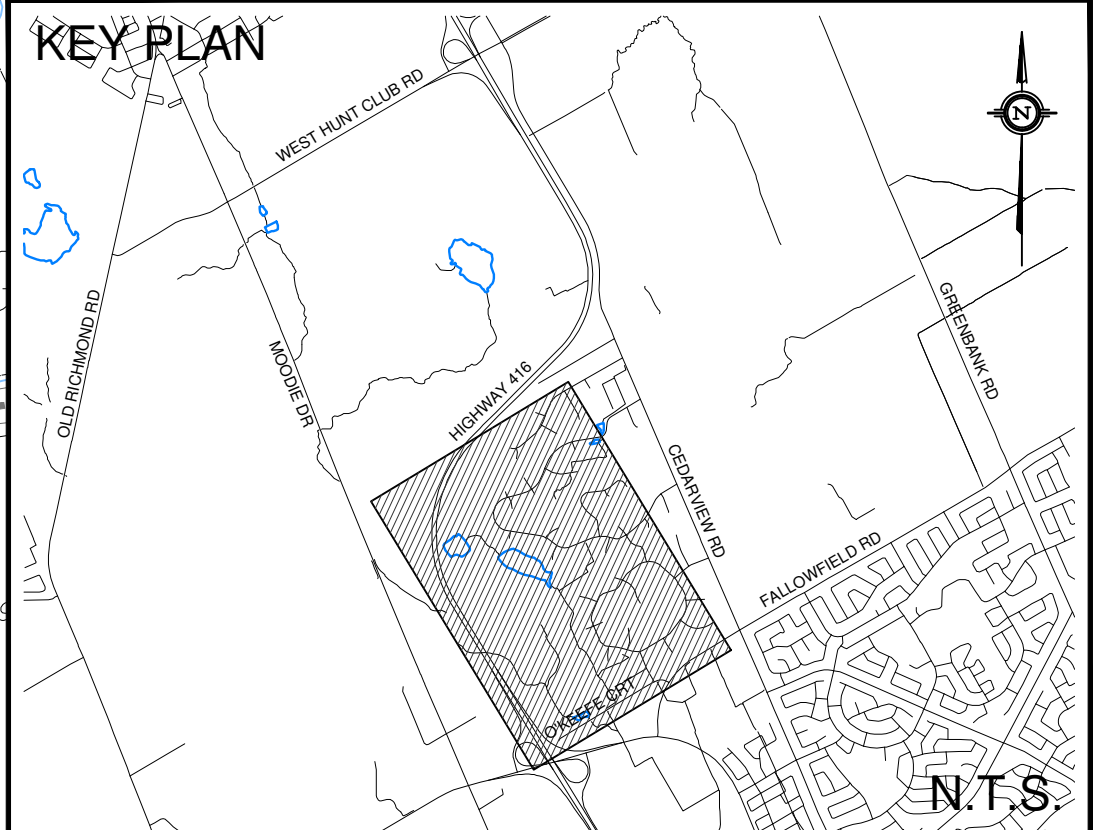 KEY PLAN
WEST HUNT CLUB RD
N
OLD RICHMOND RD
MOODIE DR
HIGHWAY 416
GREENBANK RD
CEDARVIEW RD
FALLOWFIELD RD
O'KEEFE CRT
N.T.S.